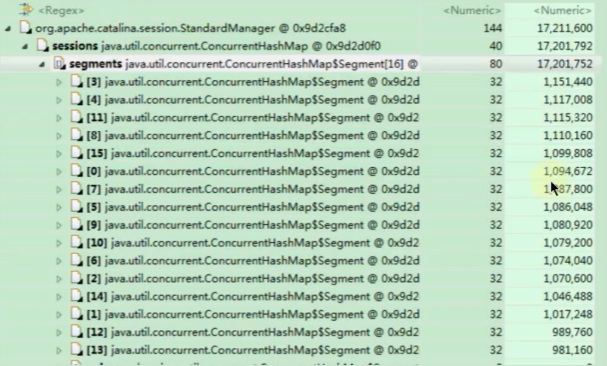 <Regex> <Numeric> <Numeric>
org.apache.catalina.session.StandardManager @ 0x9d2cfa8 144 17,211,600
sessions java.util.concurrent.ConcurrentHashMap @ 0x9d2d0f0 40 17,201,792
segments java.util.concurrent.ConcurrentHashMap$Segment[16] @ 80 17,201,752
[3] java.util.concurrent.ConcurrentHashMap$Segment @ 0x9d2d 32 1,151,440
[4] java.util.concurrent.ConcurrentHashMap$Segment @ 0x9d2d 32 1,117,008
[11] java.util.concurrent.ConcurrentHashMap$Segment @ 0x9d2 32 1,115,320
[8] java.util.concurrent.ConcurrentHashMap$Segment @ 0x9d2d 32 1,110,160
[15] java.util.concurrent.ConcurrentHashMap$Segment @ 0x9d2 32 1,099,808
[0] java.util.concurrent.ConcurrentHashMap$Segment @ 0x9d2d 32 1,094,672
[7] java.util.concurrent.ConcurrentHashMap$Segment @ 0x9d2d 32
[5] java.util.concurrent.ConcurrentHashMap$Segment @ 0x9d2d 32 1,086,048
[9] java.util.concurrent.ConcurrentHashMap$Segment @ 0x9d2d 32 1,080,920
[10] java.util.concurrent.ConcurrentHashMap$Segment @ 0x9d2 32 1,079,200
[6] java.util.concurrent.ConcurrentHashMap$Segment @ 0x9d2d 32 1,074,040
[2] java.util.concurrent.ConcurrentHashMap$Segment @ 0x9d2d 32 1,070,600
[14] java.util.concurrent.ConcurrentHashMap$Segment @ 0x9d2 32 1,046,488
[1] java.util.concurrent.ConcurrentHashMap$Segment @ 0x9d2d 32 1,017,248
[12] java.util.concurrent.ConcurrentHashMap$Segment @ 0x9d2 32 989,760
[13] java.util.concurrent.ConcurrentHashMap$Segment @ 0x9d2 32 981,160